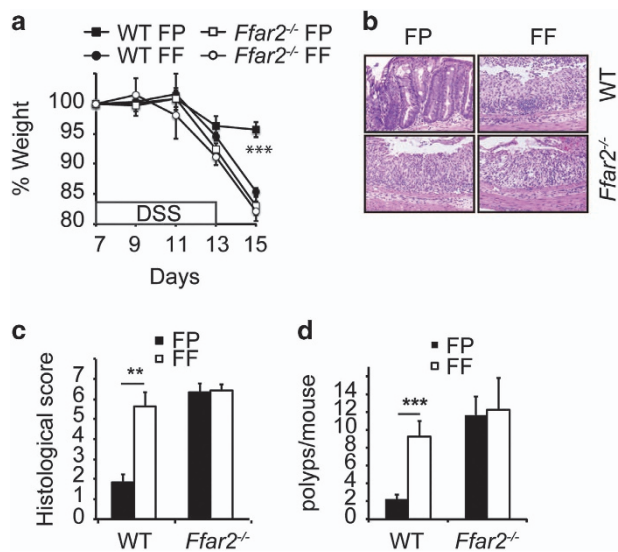 a
WT FP Ffar2-/- FP
WT FF Ffar2-/- FF
% Weight
100
95
90
85
80
DSS
7 9 11 13 15
Days
***
b
FP FF
WT
Ffar2-/-
c
FP
FF
Histological score
7
6
5
4
3
2
1
0
**
WT Ffar2-/-
d
FP
FF
polyps/mouse
12
10
8
6
4
2
0
***
WT Ffar2-/-